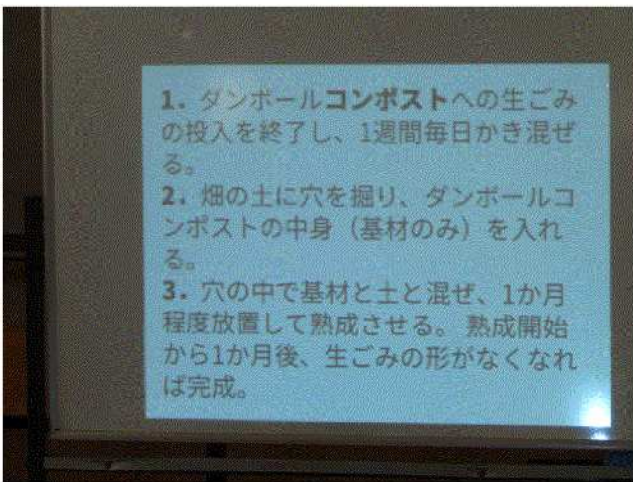 1. ダンボールコンポストへの生ごみ
の投入を終了し、1週間毎日かき混ぜ
る。
2. 畑の土に穴を掘り、ダンボールコ
ンポストの中身（基材のみ）を入れ
る。
3. 穴の中で基材と土と混ぜ、1か月
程度放置して熟成させる。 熟成開始
から1か月後、生ごみの形がなくなれ
ば完成。